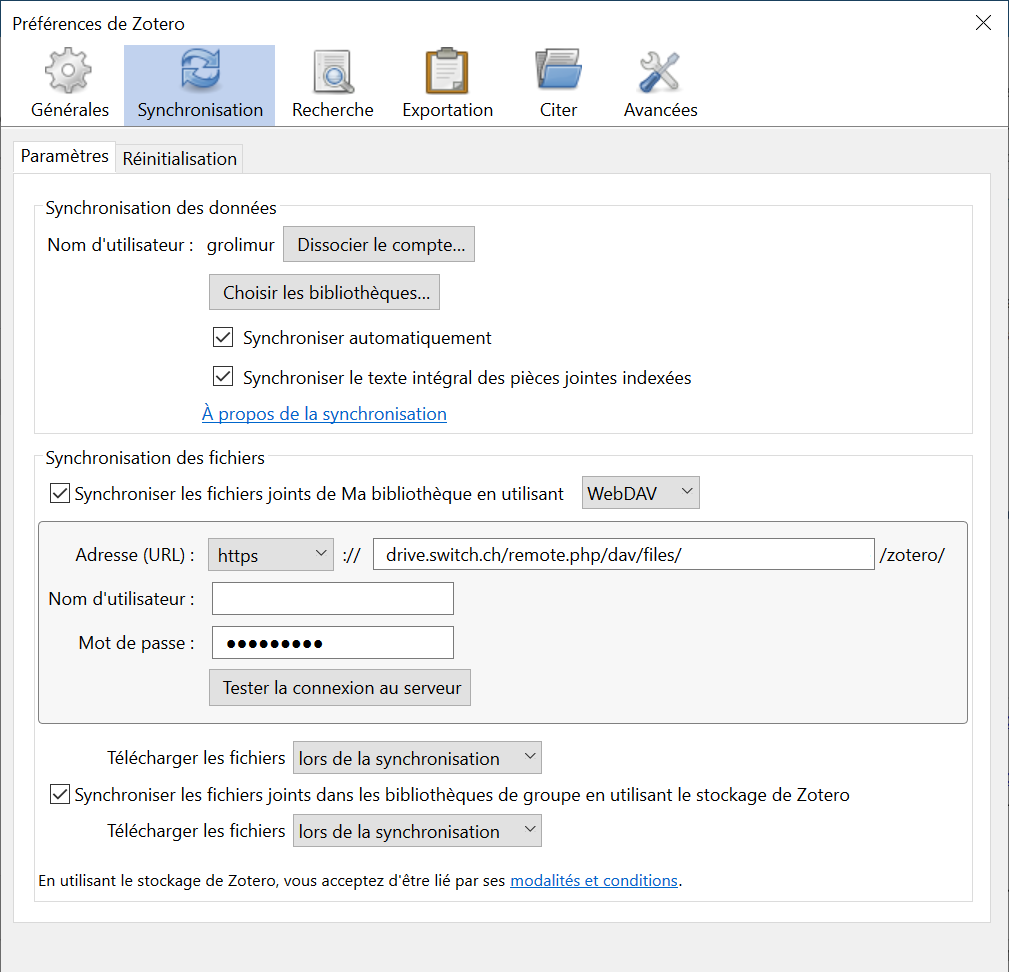 Préférences de Zotero
Générales Synchronisation Recherche Exportation Citer Avancées
Paramètres Réinitialisation
Synchronisation des données
Nom d'utilisateur : grolimur Dissocier le compte...
Choisir les bibliothèques...
Synchroniser automatiquement
Synchroniser le texte intégral des pièces jointes indexées
À propos de la synchronisation
Synchronisation des fichiers
Synchroniser les fichiers joints de Ma bibliothèque en utilisant WebDAV
Adresse (URL) : https :// drive.switch.ch/remote.php/dav/files/ /zotero/
Nom d'utilisateur :
Mot de passe : ●●●●●●●●●
Tester la connexion au serveur
Télécharger les fichiers lors de la synchronisation
Synchroniser les fichiers joints dans les bibliothèques de groupe en utilisant le stockage de Zotero
Télécharger les fichiers lors de la synchronisation
En utilisant le stockage de Zotero, vous acceptez d'être lié par ses modalités et conditions.